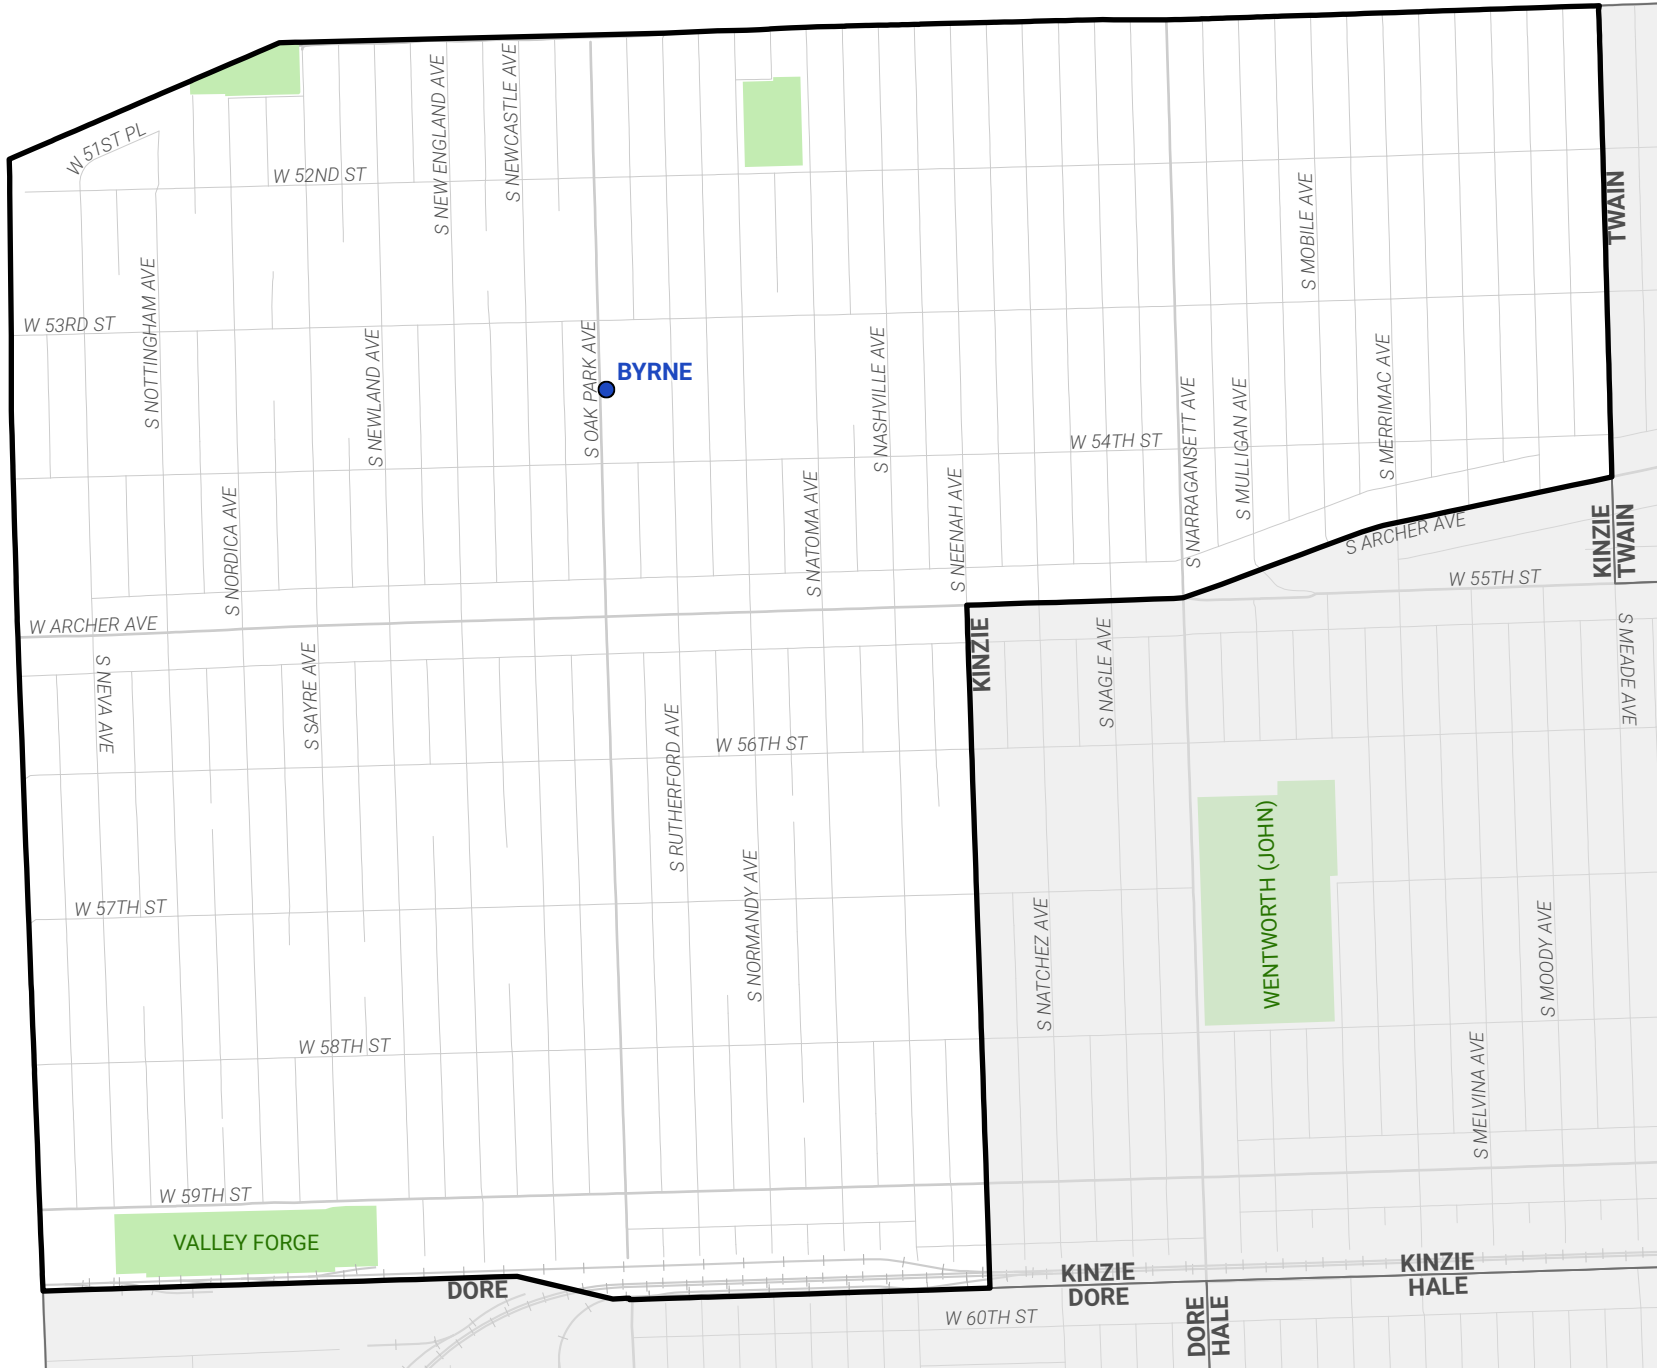 S NEW ENGLAND AVE
S NEWCASTLE AVE
W 51ST PL
W 52ND ST
TWAIN
S MOBILE AVE
S NOTTINGHAM AVE
W 53RD ST
S NEWLAND AVE
S OAK PARK AVE
BYRNE
S NASHVILLE AVE
S NARRAGANSETT AVE
S MULLIGAN AVE
S MERRIMAC AVE
W 54TH ST
S NORDICA AVE
S NATOMA AVE
S NEENAH AVE
S ARCHER AVE
KINZIE
TWAIN
W 55TH ST
W ARCHER AVE
KINZIE
S NAGLE AVE
S MEADE AVE
S NEVA AVE
S SAYRE AVE
S RUTHERFORD AVE
W 56TH ST
WENTWORTH (JOHN)
S NORMANDY AVE
W 57TH ST
S NATCHEZ AVE
S MOODY AVE
W 58TH ST
S MELVINA AVE
W 59TH ST
VALLEY FORGE
DORE
KINZIE
DORE
KINZIE
HALE
DORE
HALE
W 60TH ST